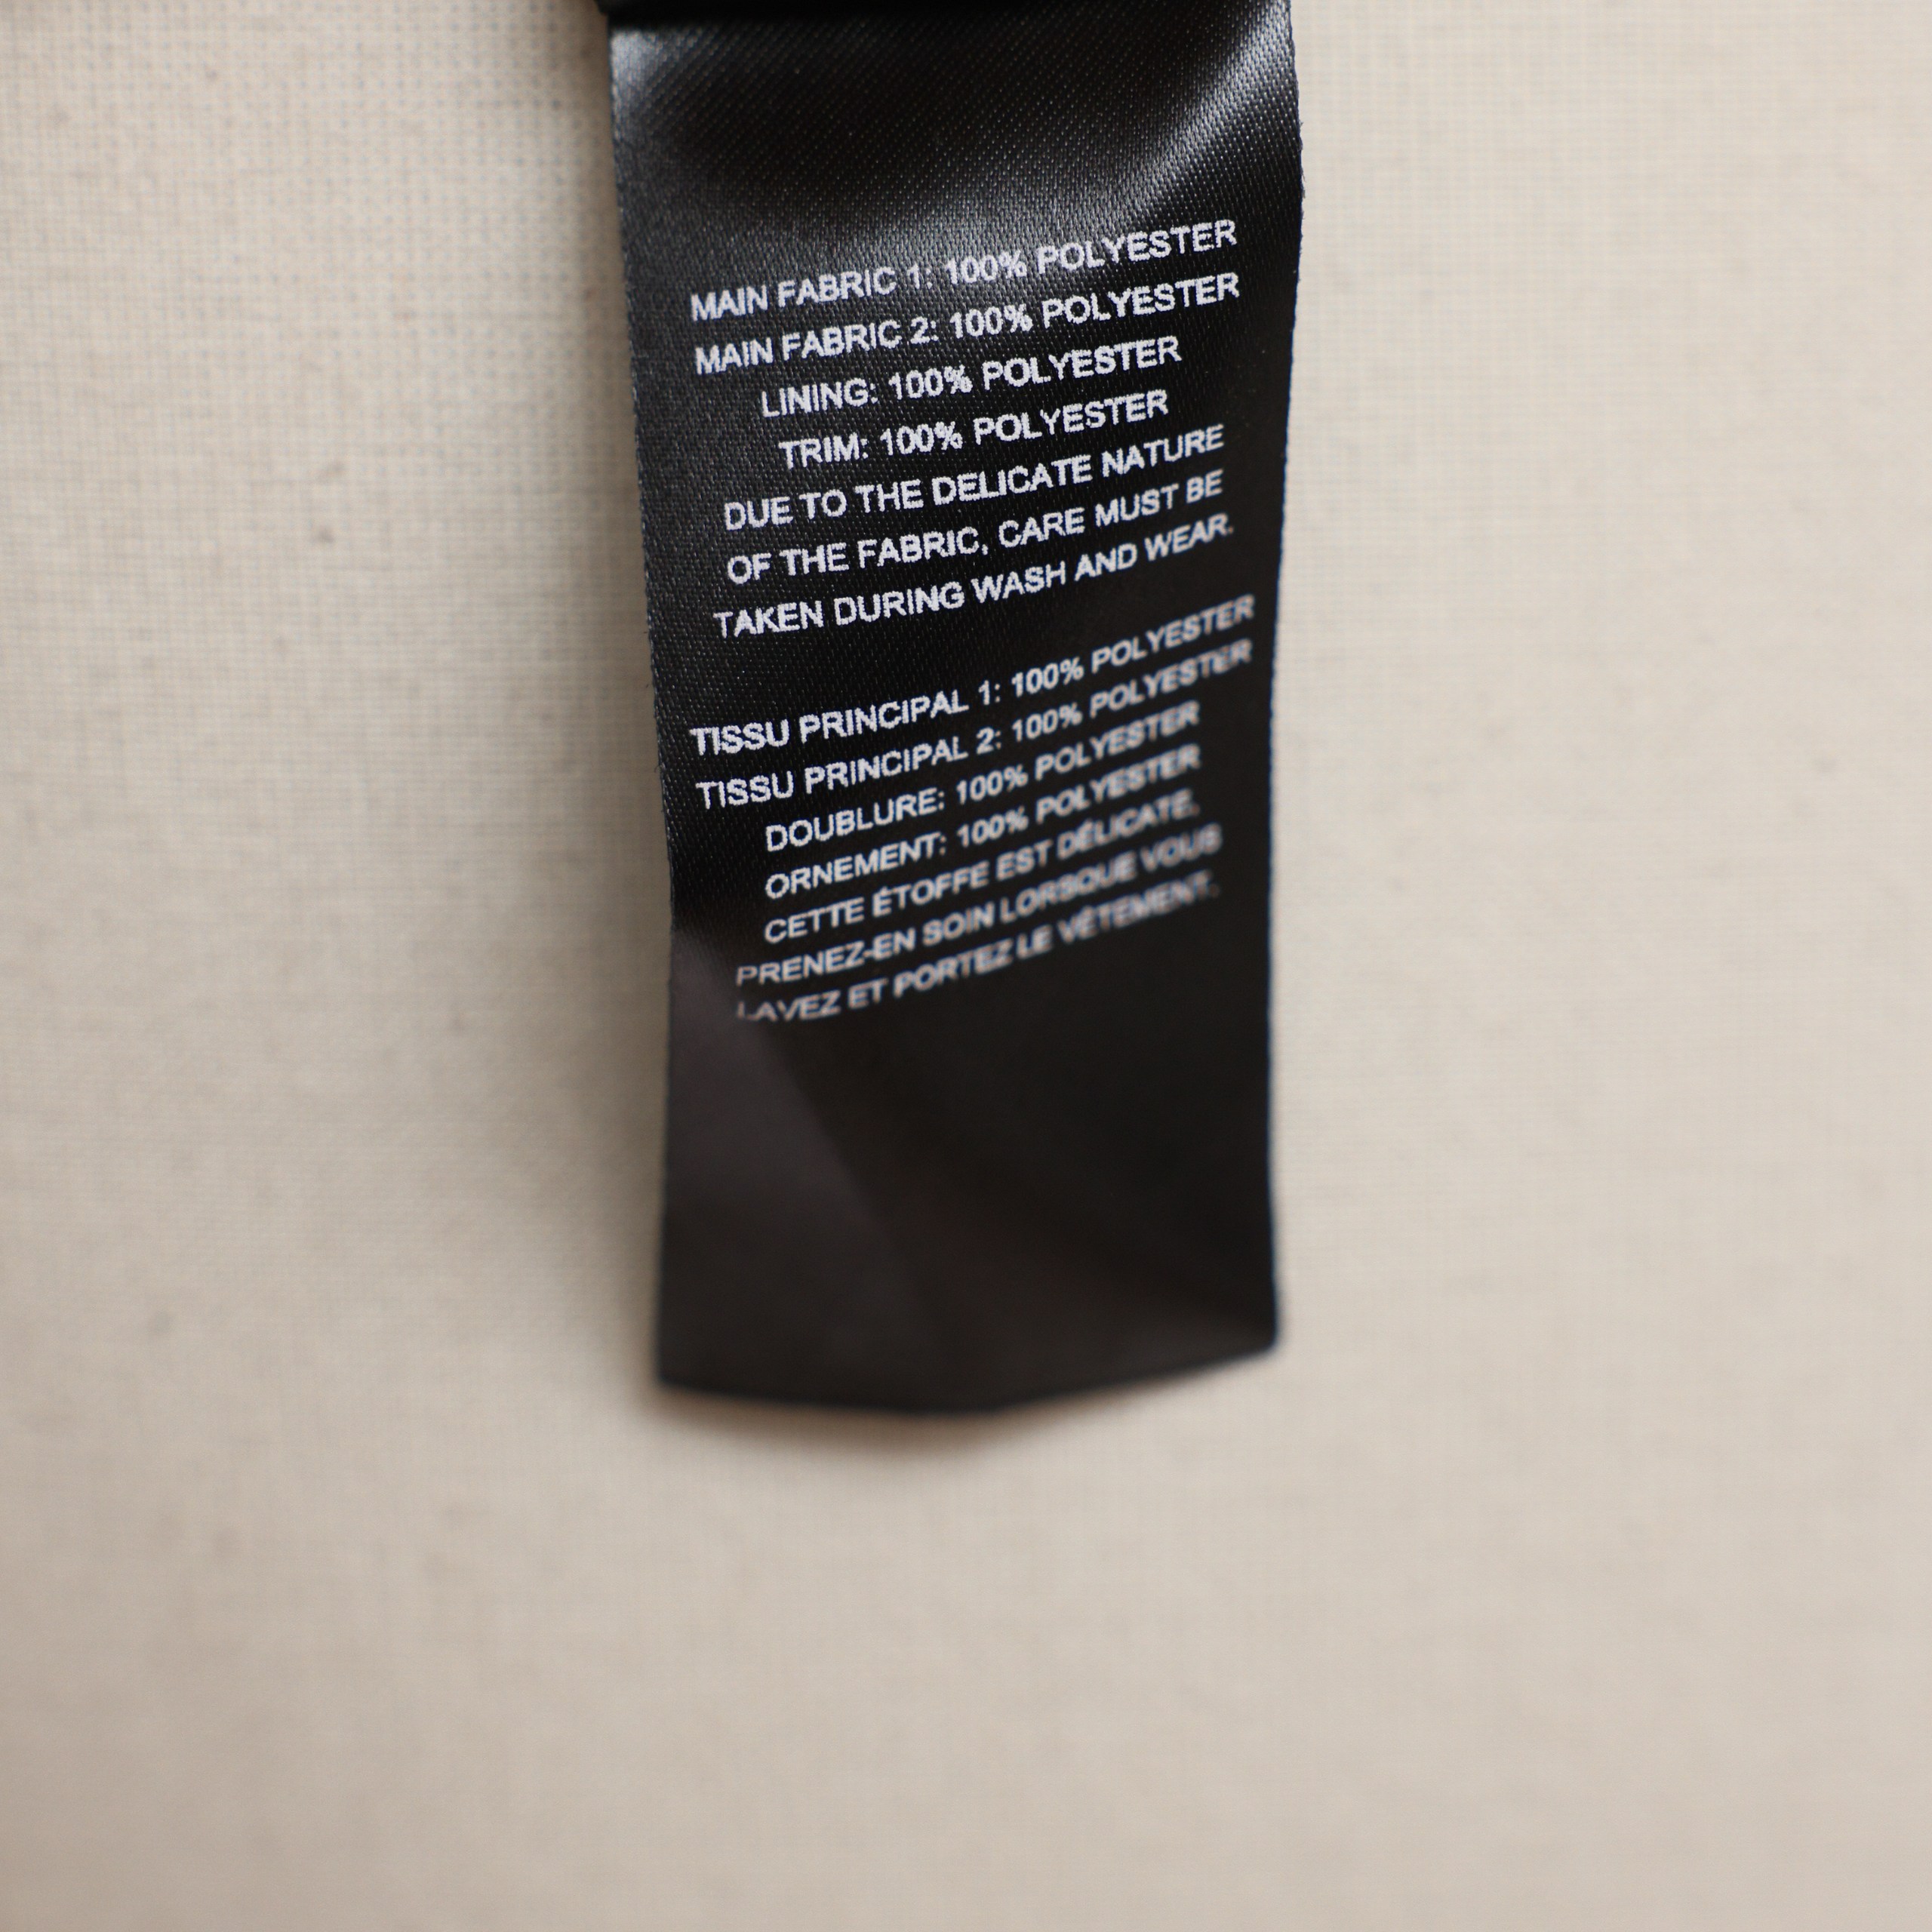 MAIN FABRIC 1: 100% POLYESTER
MAIN FABRIC 2: 100% POLYESTER
LINING: 100% POLYESTER
TRIM: 100% POLYESTER
DUE TO THE DELICATE NATURE
OF THE FABRIC, CARE MUST BE
TAKEN DURING WASH AND WEAR.
TISSU PRINCIPAL 1: 100% POLYESTER
TISSU PRINCIPAL 2: 100% POLYESTER
DOUBLURE: 100% POLYESTER
ORNEMENT: 100% POLYESTER
CETTE ÉTOFFE EST DÉLICATE,
PRENEZ-EN SOIN LORSQUE VOUS
LAVEZ ET PORTEZ LE VÊTEMENT.